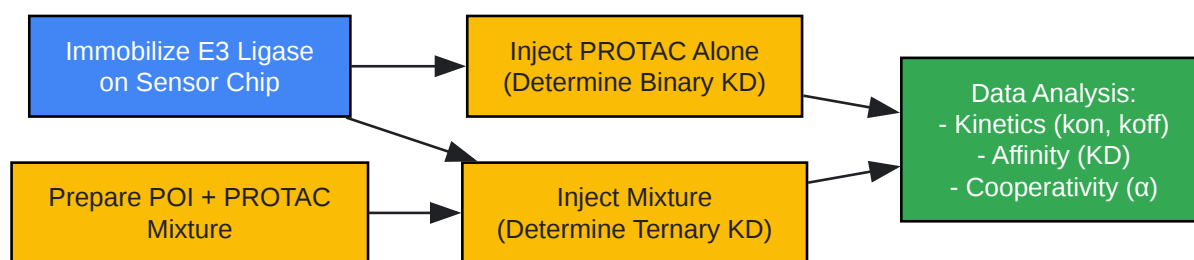 Immobilize E3 Ligase
on Sensor Chip
Inject PROTAC Alone
(Determine Binary KD)
Prepare POI + PROTAC
Mixture
Inject Mixture
(Determine Ternary KD)
Data Analysis:
- Kinetics (kon, koff)
- Affinity (KD)
- Cooperativity (α)